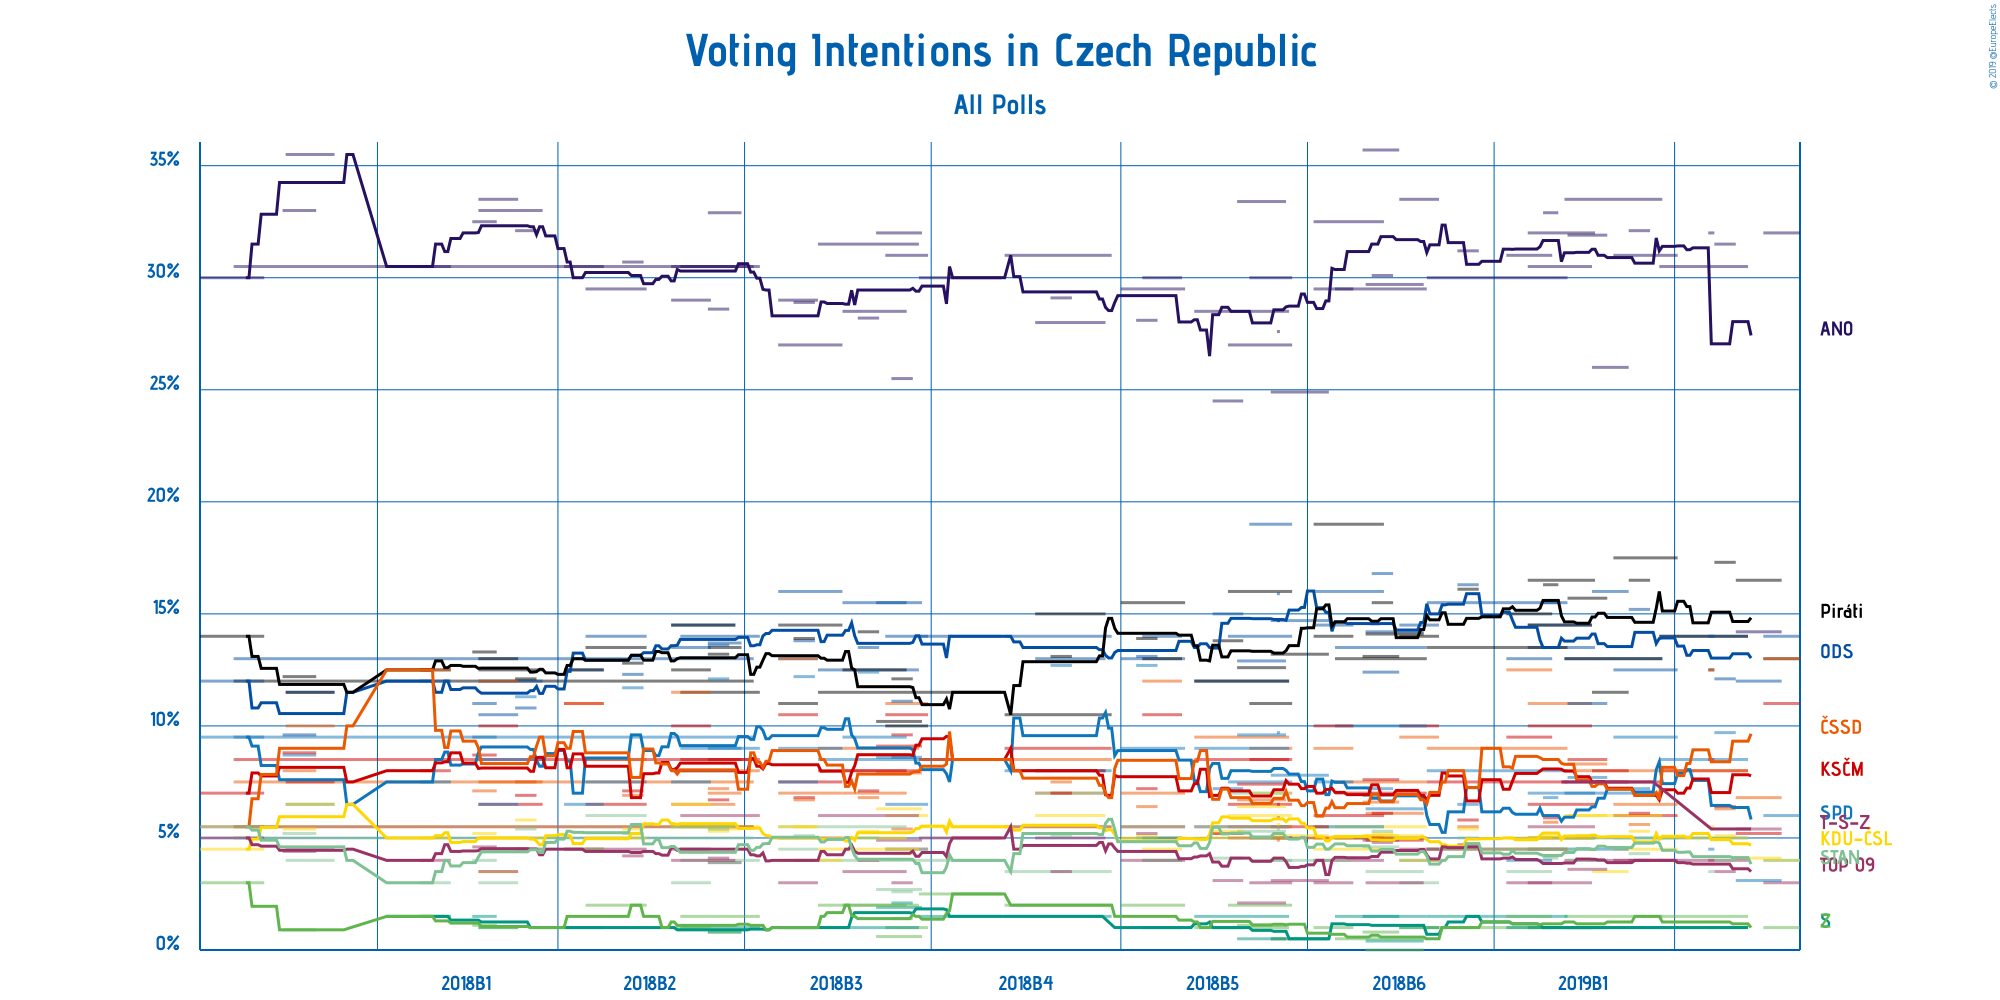 Voting Intentions in Czech Republic
© 2019 @EuropeElects
All Polls
35%
30%
25%
20%
15%
10%
5%
0%
ANO
Piráti
ODS
ČSSD
KSČM
SPD
T-S-Z
KDU-ČSL
STAN
TOP 09
2018B1
2018B2
2018B3
2018B4
2018B5
2018B6
2019B1